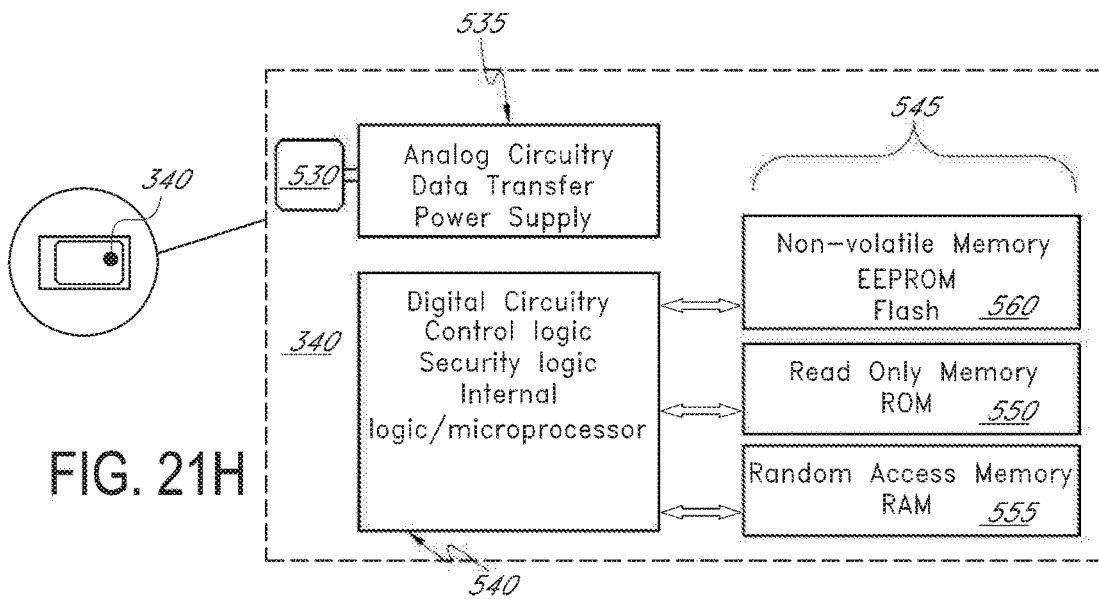 535
545
340
530
Analog Circuitry
Data Transfer
Power Supply
Non-volatile Memory
EEPROM
Flash 560
340
Digital Circuitry
Control logic
Security logic
Internal
logic/microprocessor
Read Only Memory
ROM 550
Random Access Memory
RAM 555
FIG. 21H
540